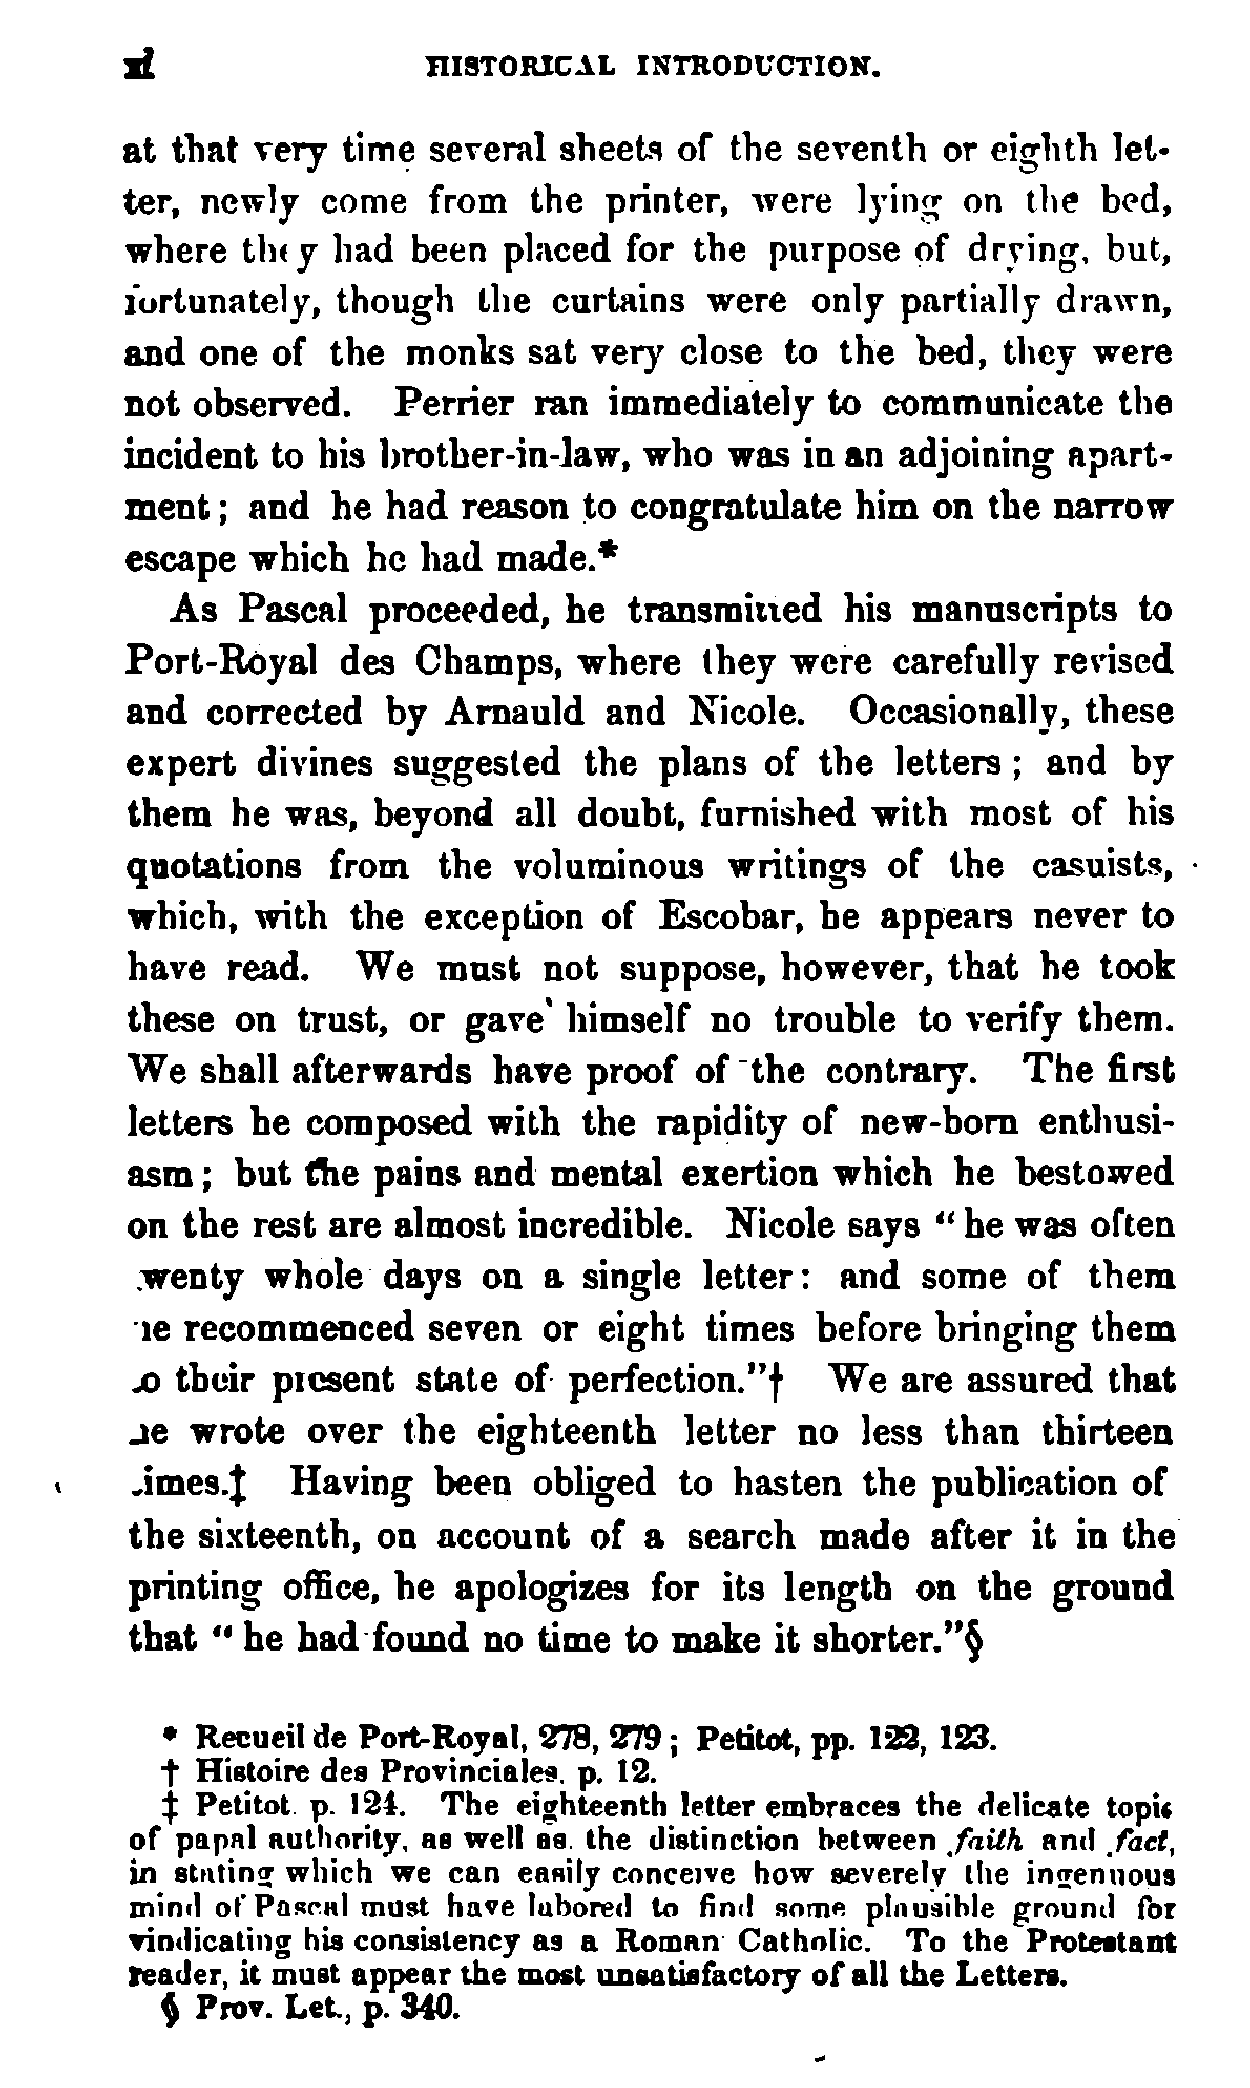 xl HISTORICAL INTRODUCTION.
at that very time several sheets of the seventh or eighth let-
ter, newly come from the printer, were lying on the bed,
where they had been placed for the purpose of drying, but,
fortunately, though the curtains were only partially drawn,
and one of the monks sat very close to the bed, they were
not observed. Perrier ran immediately to communicate the
incident to his brother-in-law, who was in an adjoining apart-
ment; and he had reason to congratulate him on the narrow
escape which he had made.*
As Pascal proceeded, he transmitted his manuscripts to
Port-Royal des Champs, where they were carefully revised
and corrected by Arnauld and Nicole. Occasionally, these
expert divines suggested the plans of the letters; and by
them he was, beyond all doubt, furnished with most of his
quotations from the voluminous writings of the casuists,
which, with the exception of Escobar, he appears never to
have read. We must not suppose, however, that he took
these on trust, or gave himself no trouble to verify them.
We shall afterwards have proof of the contrary. The first
letters he composed with the rapidity of new-born enthusi-
asm; but the pains and mental exertion which he bestowed
on the rest are almost incredible. Nicole says "he was often
twenty whole days on a single letter: and some of them
he recommenced seven or eight times before bringing them
to their present state of perfection."† We are assured that
he wrote over the eighteenth letter no less than thirteen
times.‡ Having been obliged to hasten the publication of
the sixteenth, on account of a search made after it in the
printing office, he apologizes for its length on the ground
that "he had found no time to make it shorter."§
* Recueil de Port-Royal, 278, 279; Petitot, pp. 122, 123.
† Histoire des Provinciales. p. 12.
‡ Petitot. p. 124. The eighteenth letter embraces the delicate topic
of papal authority, as well as the distinction between faith and fact,
in stating which we can easily conceive how severely the ingenuous
mind of Pascal must have labored to find some plausible ground for
vindicating his consistency as a Roman Catholic. To the Protestant
reader, it must appear the most unsatisfactory of all the Letters.
§ Prov. Let., p. 340.